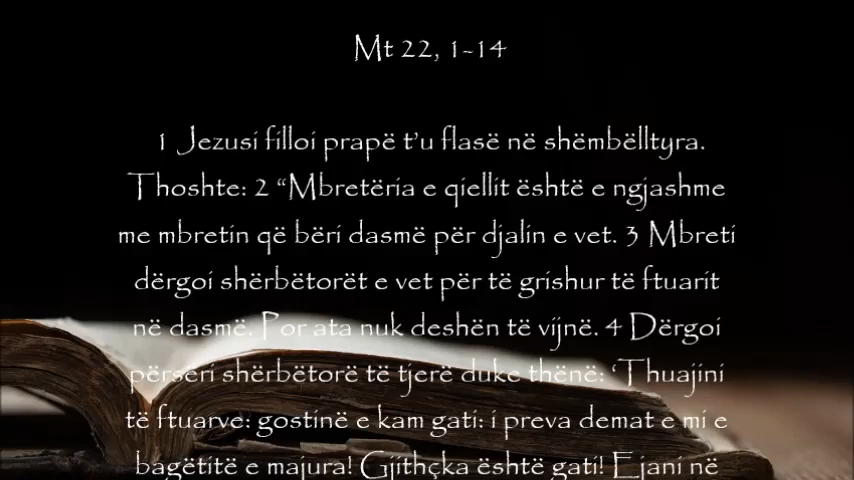 Mt 22, 1-14
1 Jezusi filloi prapë t'u flasë në shëmbëlltyra.
Thoshte: 2 “Mbretëria e qiellit është e ngjashme
me mbretin që bëri dasmë për djalin e vet. 3 Mbreti
dërgoi shërbëtorët e vet për të grishur të ftuarit
në dasmë. Por ata nuk deshën të vijnë. 4 Dërgoi
përsëri shërbëtorë të tjerë duke thënë: ‘Thuajini
të ftuarve: gostinë e kam gati: i preva demat e mi e
bagëtitë e majura! Gjithçka është gati! Ejani në